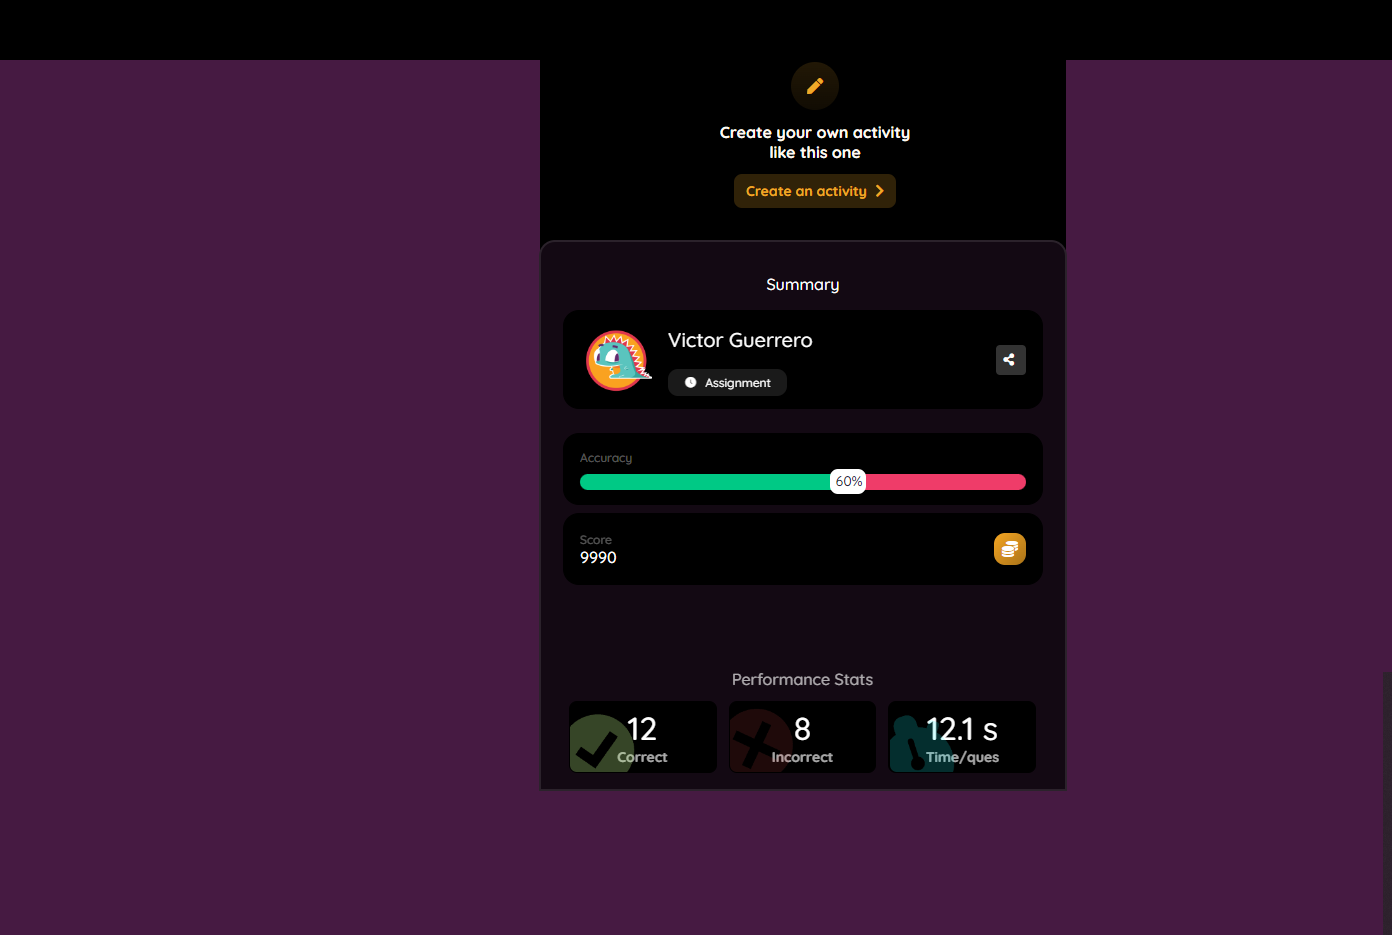 Create your own activity
like this one
Create an activity
Summary
Victor Guerrero
Assignment
Accuracy
60%
Score
9990
Performance Stats
12
Correct
8
Incorrect
12.1 s
Time/ques